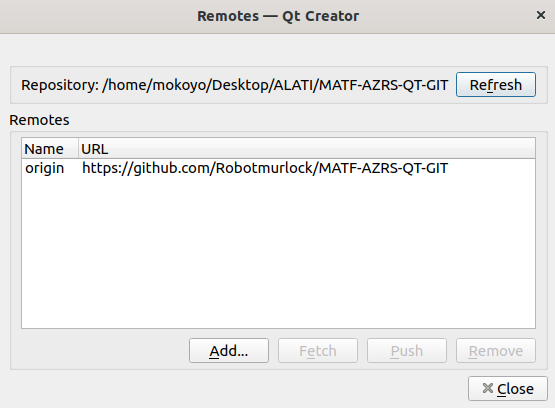 Remotes — Qt Creator
Repository: /home/mokoyo/Desktop/ALATI/MATF-AZRS-QT-GIT Refresh
Remotes
Name URL
origin https://github.com/Robotmurlock/MATF-AZRS-QT-GIT
Add... Fetch Push Remove
Close